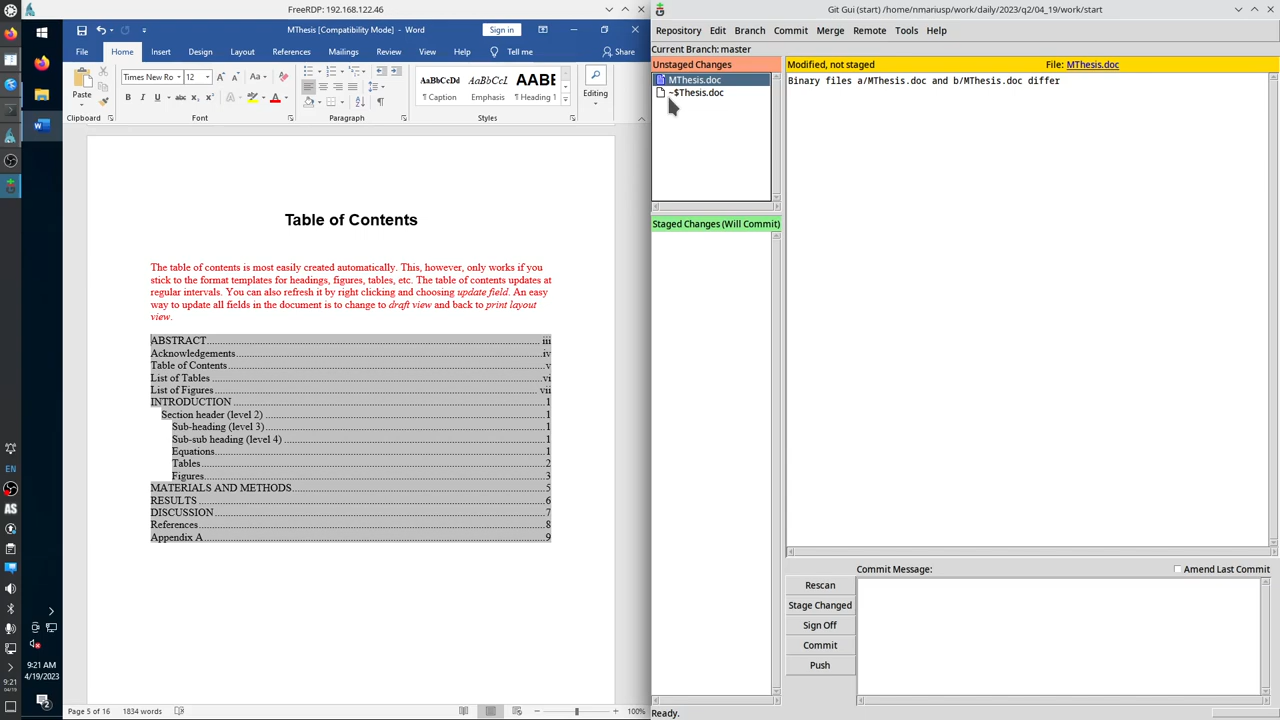 FreeRDP: 192.168.122.46
MThesis [Compatibility Mode] - Word
Sign in
File Home Insert Design Layout References Mailings Review View Help Tell me Share
Paste
Times New Ro 12
AaBbCcDd AaBbCcDd AABBC
¶ Caption Emphasis ¶ Heading 1
Editing
Clipboard Font Paragraph Styles
Table of Contents
The table of contents is most easily created automatically. This, however, only works if you
stick to the format templates for headings, figures, tables, etc. The table of contents updates at
regular intervals. You can also refresh it by right clicking and choosing update field. An easy
way to update all fields in the document is to change to draft view and back to print layout
view.
ABSTRACT iii
Acknowledgements iv
Table of Contents v
List of Tables vi
List of Figures vii
INTRODUCTION 1
Section header (level 2) 1
Sub-heading (level 3) 1
Sub-sub heading (level 4) 1
Equations 1
Tables 2
Figures 3
MATERIALS AND METHODS 5
RESULTS 6
DISCUSSION 7
References 8
Appendix A 9
Page 5 of 16 1834 words 100%
EN
AS
9:21
04/19
9:21 AM
4/19/2023
2
Git Gui (start) /home/nmariusp/work/daily/2023/q2/04_19/work/start
Repository Edit Branch Commit Merge Remote Tools Help
Current Branch: master
Unstaged Changes
MThesis.doc
~$Thesis.doc
Staged Changes (Will Commit)
Modified, not staged File: MThesis.doc
Binary files a/MThesis.doc and b/MThesis.doc differ
Commit Message: Amend Last Commit
Rescan
Stage Changed
Sign Off
Commit
Push
Ready.